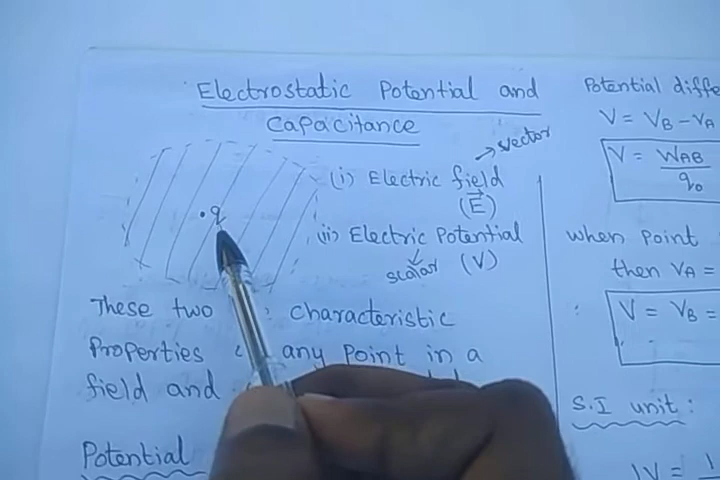 Electrostatic Potential and
Capacitance
→ vector
(i) Electric field
(E⃗)
. q
(ii) Electric Potential
scalar (V)
These two characteristic
Properties any Point in a
field and
Potential
Potential diffe
V = VB - VA
V = WAB / q0
when Point
then VA =
V = VB =
S.I unit :
1V = 1